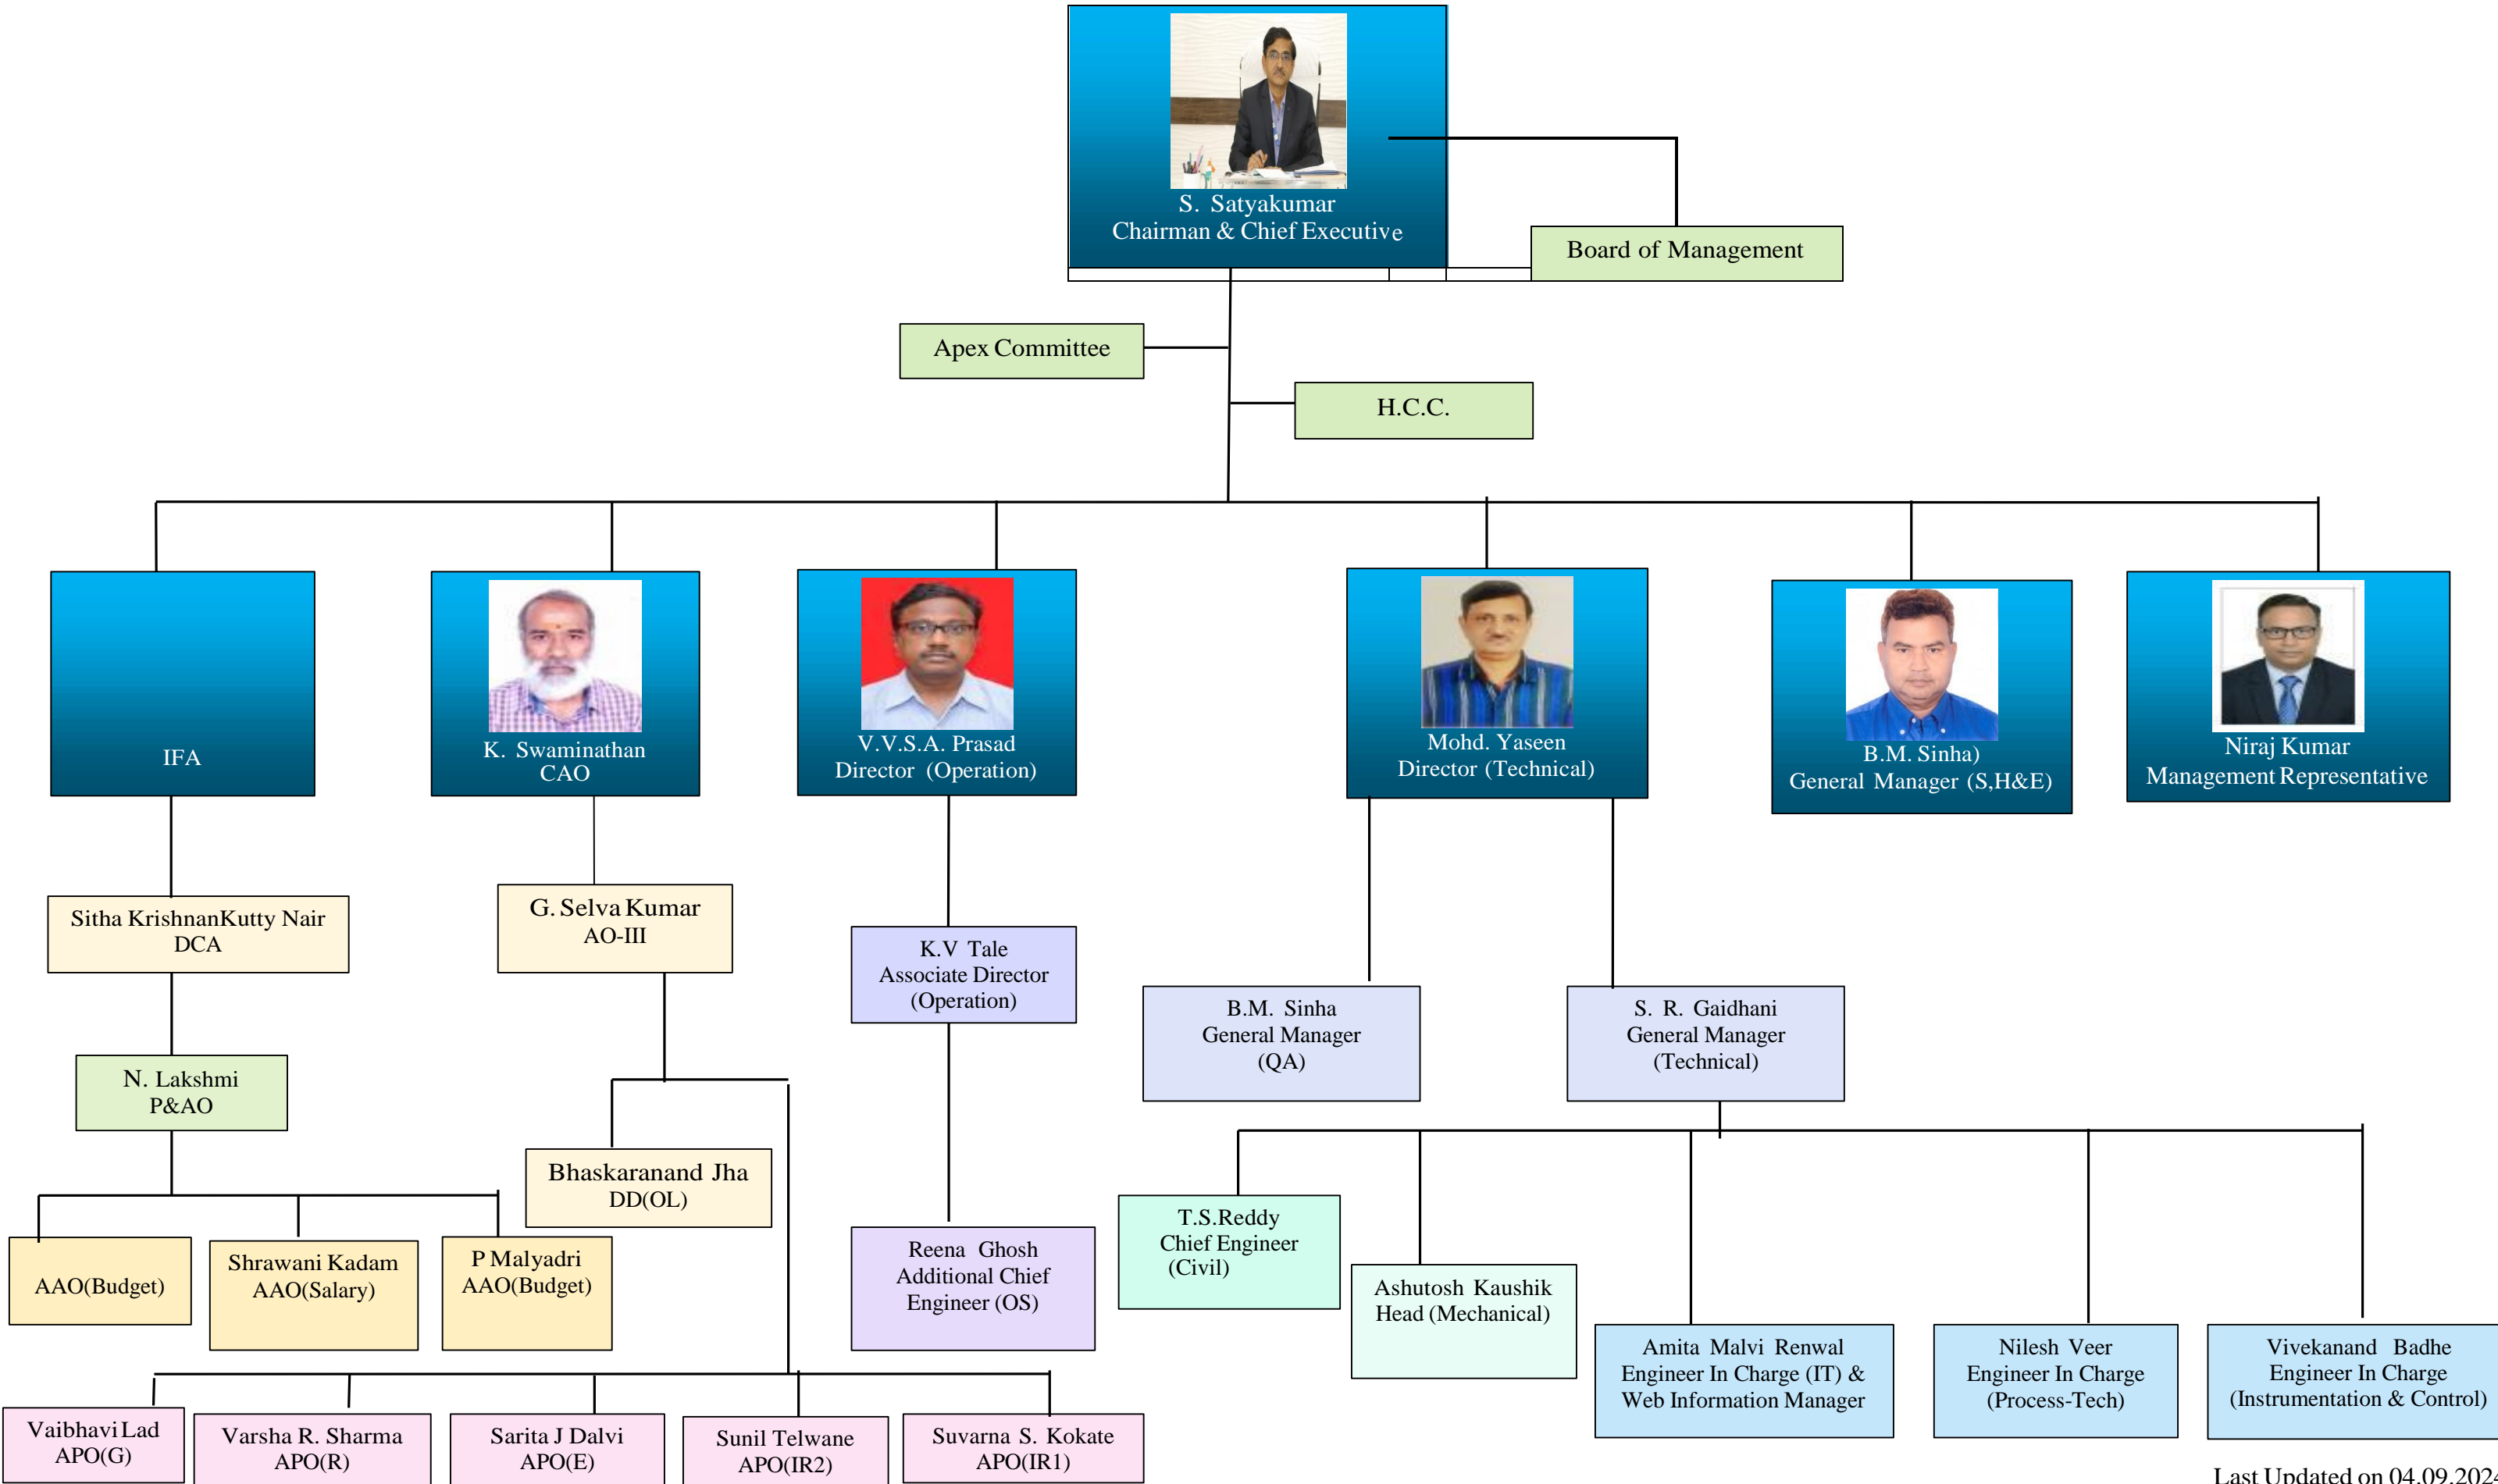 S. Satyakumar
Chairman & Chief Executive
Board of Management
Apex Committee
H.C.C.
IFA
K. Swaminathan
CAO
V.V.S.A. Prasad
Director (Operation)
Mohd. Yaseen
Director (Technical)
B.M. Sinha)
General Manager (S,H&E)
Niraj Kumar
Management Representative
Sitha KrishnanKutty Nair
DCA
G. Selva Kumar
AO-III
K.V Tale
Associate Director
(Operation)
B.M. Sinha
General Manager
(QA)
S. R. Gaidhani
General Manager
(Technical)
N. Lakshmi
P&AO
Bhaskaranand Jha
DD(OL)
AAO(Budget)
Shrawani Kadam
AAO(Salary)
P Malyadri
AAO(Budget)
Reena Ghosh
Additional Chief
Engineer (OS)
T.S.Reddy
Chief Engineer
(Civil)
Ashutosh Kaushik
Head (Mechanical)
Amita Malvi Renwal
Engineer In Charge (IT) &
Web Information Manager
Nilesh Veer
Engineer In Charge
(Process-Tech)
Vivekanand Badhe
Engineer In Charge
(Instrumentation & Control)
Vaibhavi Lad
APO(G)
Varsha R. Sharma
APO(R)
Sarita J Dalvi
APO(E)
Sunil Telwane
APO(IR2)
Suvarna S. Kokate
APO(IR1)
Last Updated on 04.09.2024